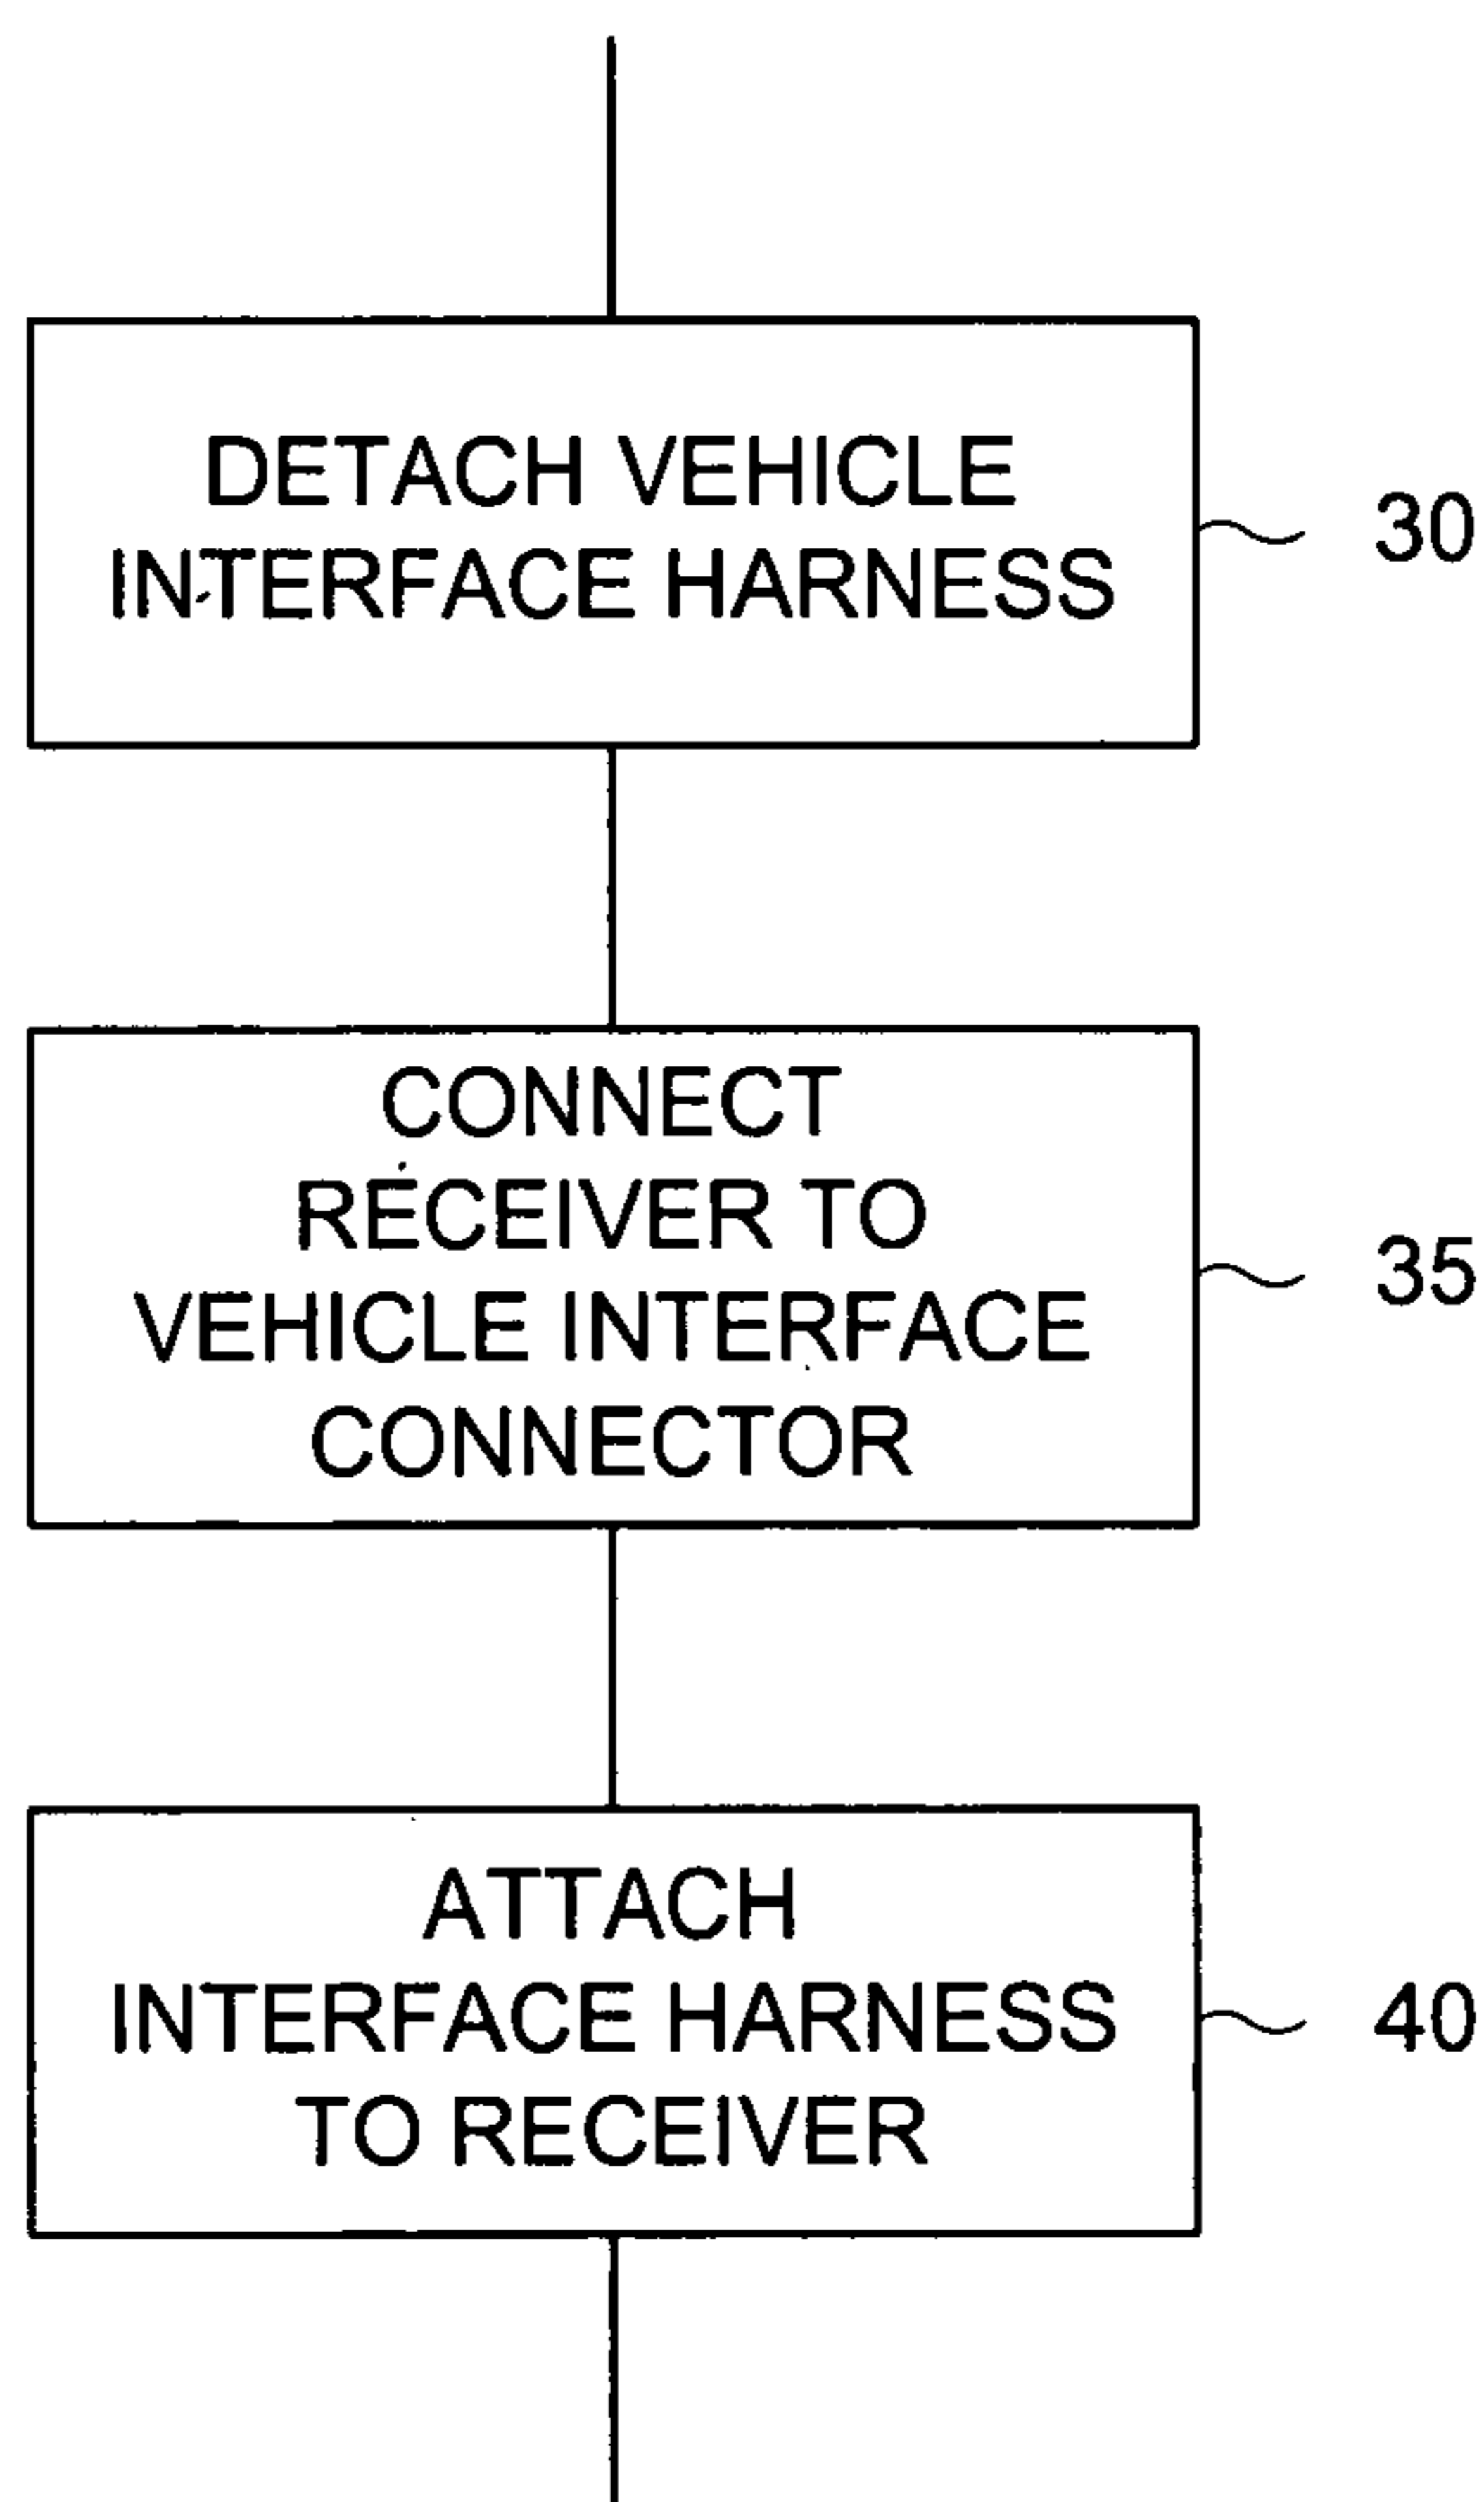 DETACH VEHICLE
INTERFACE HARNESS
30
CONNECT
RECEIVER TO
VEHICLE INTERFACE
CONNECTOR
35
ATTACH
INTERFACE HARNESS
TO RECEIVER
40